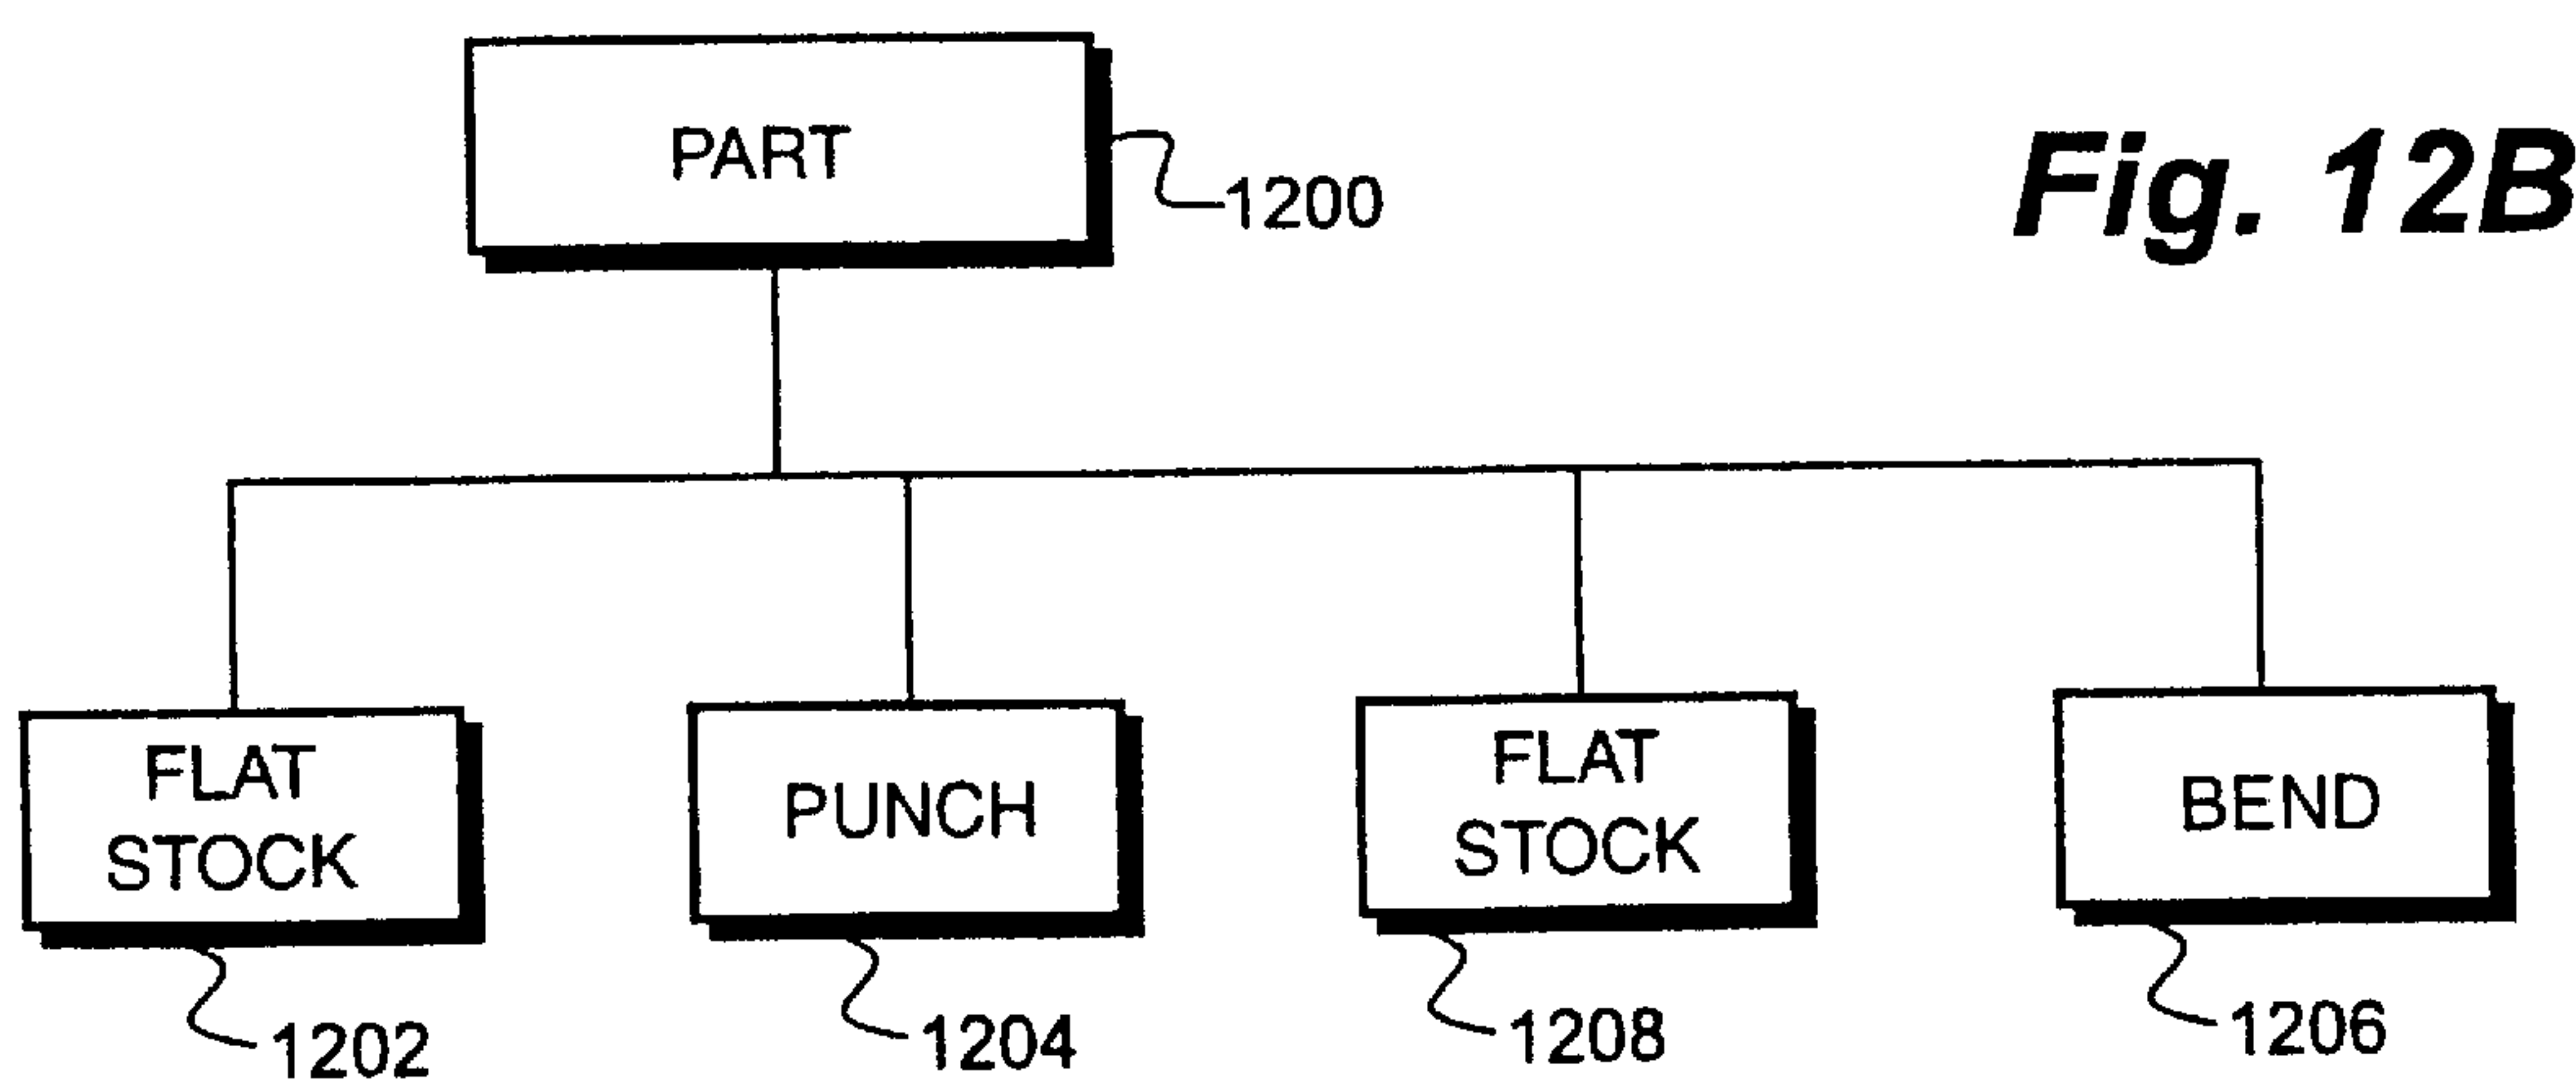 PART
1200
Fig. 12B
FLAT
STOCK
1202
PUNCH
1204
FLAT
STOCK
1208
BEND
1206